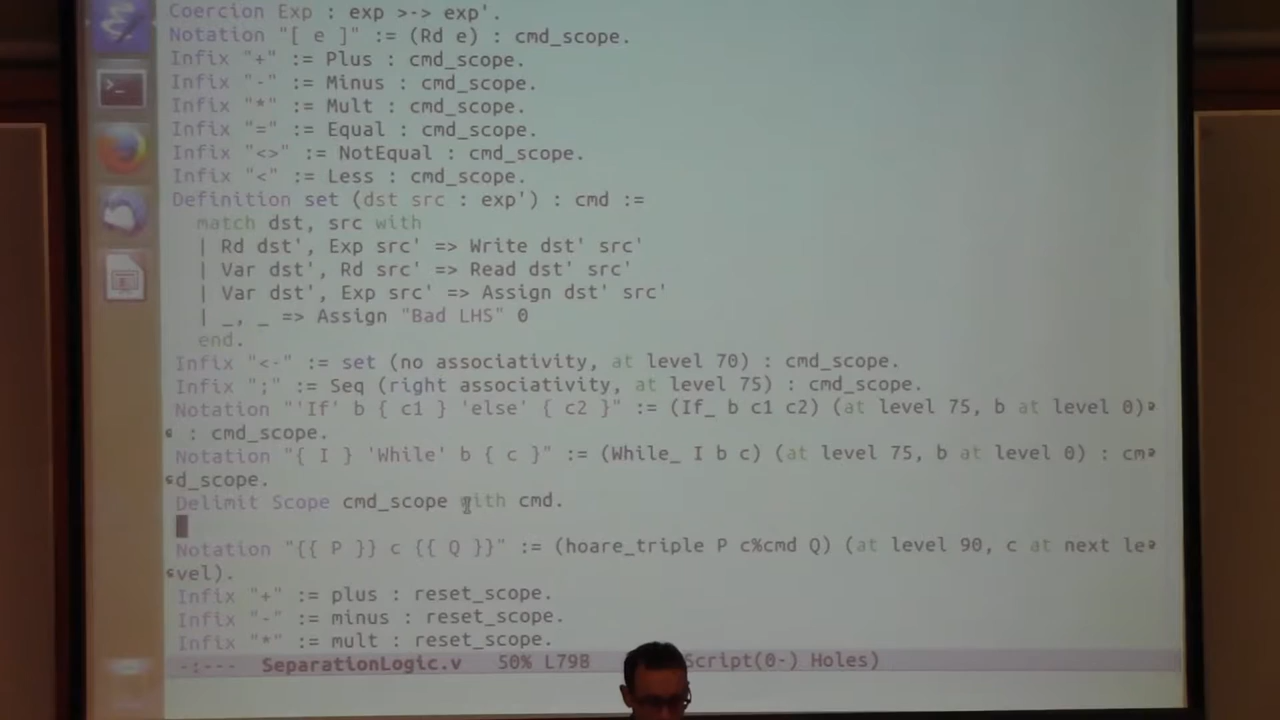 Coercion Exp : exp >-> exp'.
Notation "[ e ]" := (Rd e) : cmd_scope.
Infix "+" := Plus : cmd_scope.
Infix "-" := Minus : cmd_scope.
Infix "*" := Mult : cmd_scope.
Infix "=" := Equal : cmd_scope.
Infix "<>" := NotEqual : cmd_scope.
Infix "<" := Less : cmd_scope.
Definition set (dst src : exp') : cmd :=
match dst, src with
| Rd dst', Exp src' => Write dst' src'
| Var dst', Rd src' => Read dst' src'
| Var dst', Exp src' => Assign dst' src'
| _, _ => Assign "Bad LHS" 0
end.
Infix "<-" := set (no associativity, at level 70) : cmd_scope.
Infix ";" := Seq (right associativity, at level 75) : cmd_scope.
Notation "'If' b { c1 } 'else' { c2 }" := (If_ b c1 c2) (at level 75, b at level 0)
: cmd_scope.
Notation "{ I } 'While' b { c }" := (While_ I b c) (at level 75, b at level 0) : cm
d_scope.
Delimit Scope cmd_scope with cmd.
Notation "{{ P }} c {{ Q }}" := (hoare_triple P c%cmd Q) (at level 90, c at next le
vel).
Infix "+" := plus : reset_scope.
Infix "-" := minus : reset_scope.
Infix "*" := mult : reset_scope.
-:--- SeparationLogic.v 50% L798 Script(0-) Holes)